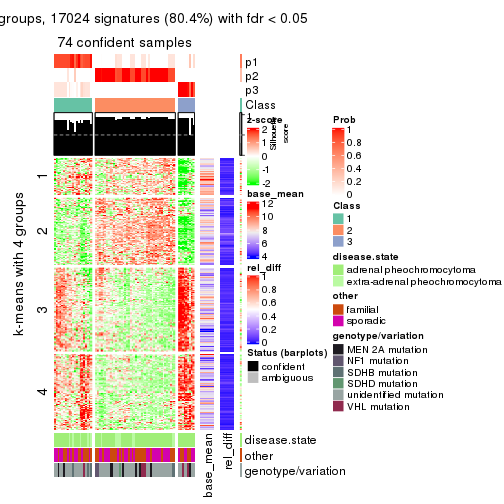 groups, 17024 signatures (80.4%) with fdr < 0.05
74 confident samples
p1
p2
p3
Class
1
Silhouette
score
k-means with 4 groups
1
2
3
4
base_mean
rel_diff
disease.state
other
genotype/variation
z-score
2
1
0
-1
-2
base_mean
12
10
8
6
4
rel_diff
1
0.8
0.6
0.4
0.2
0
Status (barplots)
confident
ambiguous
Prob
1
0.8
0.6
0.4
0.2
0
Class
1
2
3
disease.state
adrenal pheochromocytoma
extra-adrenal pheochromocytoma
other
familial
sporadic
genotype/variation
MEN 2A mutation
NF1 mutation
SDHB mutation
SDHD mutation
unidentified mutation
VHL mutation